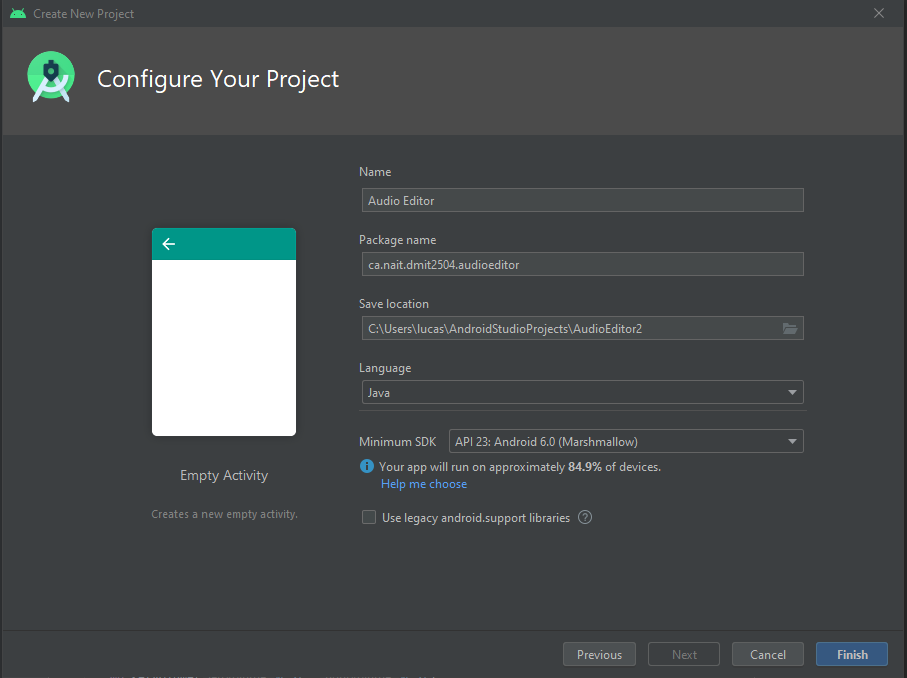 Create New Project
Configure Your Project
Name
Audio Editor
Package name
ca.nait.dmit2504.audioeditor
Save location
C:\Users\lucas\AndroidStudioProjects\AudioEditor2
Language
Java
Minimum SDK API 23: Android 6.0 (Marshmallow)
i Your app will run on approximately 84.9% of devices.
Help me choose
Use legacy android.support libraries ?
Empty Activity
Creates a new empty activity.
Previous Next Cancel Finish